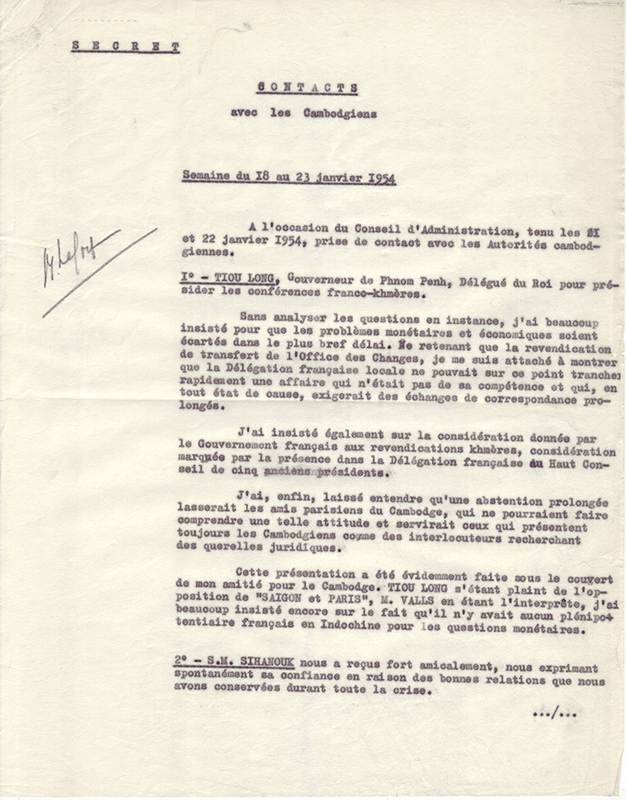 SECRET
CONTACTS
avec les Cambodgiens
Semaine du 18 au 23 janvier 1954
A l'occasion du Conseil d'Administration, tenu les 21
et 22 janvier 1954, prise de contact avec les Autorités cambod-
giennes.
1° - TIOU LONG, Gouverneur de Phnom Penh, Délégué du Roi pour pré-
sider les conférences franco-khmères.
Sans analyser les questions en instance, j'ai beaucoup
insisté pour que les problèmes monétaires et économiques soient
écartés dans le plus bref délai. Ne retenant que la revendication
de transfert de l'Office des Changes, je me suis attaché à montrer
que la Délégation française locale ne pouvait sur ce point trancher
rapidement une affaire qui n'était pas de sa compétence et qui, en
tout état de cause, exigerait des échanges de correspondance pro-
longés.
J'ai insisté également sur la considération donnée par
le Gouvernement français aux revendications khmères, considération
marquée par la présence dans la Délégation française du Haut Con-
seil de cinq anciens présidents.
J'ai, enfin, laissé entendre qu'une abstention prolongée
lasserait les amis parisiens du Cambodge, qui ne pourraient faire
comprendre une telle attitude et servirait ceux qui présentent
toujours les Cambodgiens comme des interlocuteurs recherchant
des querelles juridiques.
Cette présentation a été évidemment faite sous le couvert
de mon amitié pour le Cambodge. TIOU LONG s'étant plaint de l'op-
position de "SAIGON et PARIS", M. VALLS en étant l'interprète, j'ai
beaucoup insisté encore sur le fait qu'il n'y avait aucun plénipo-
tentiaire français en Indochine pour les questions monétaires.
2° - S.M. SIHANOUK nous a reçus fort amicalement, nous exprimant
spontanément sa confiance en raison des bonnes relations que nous
avons conservées durant toute la crise.
.../...